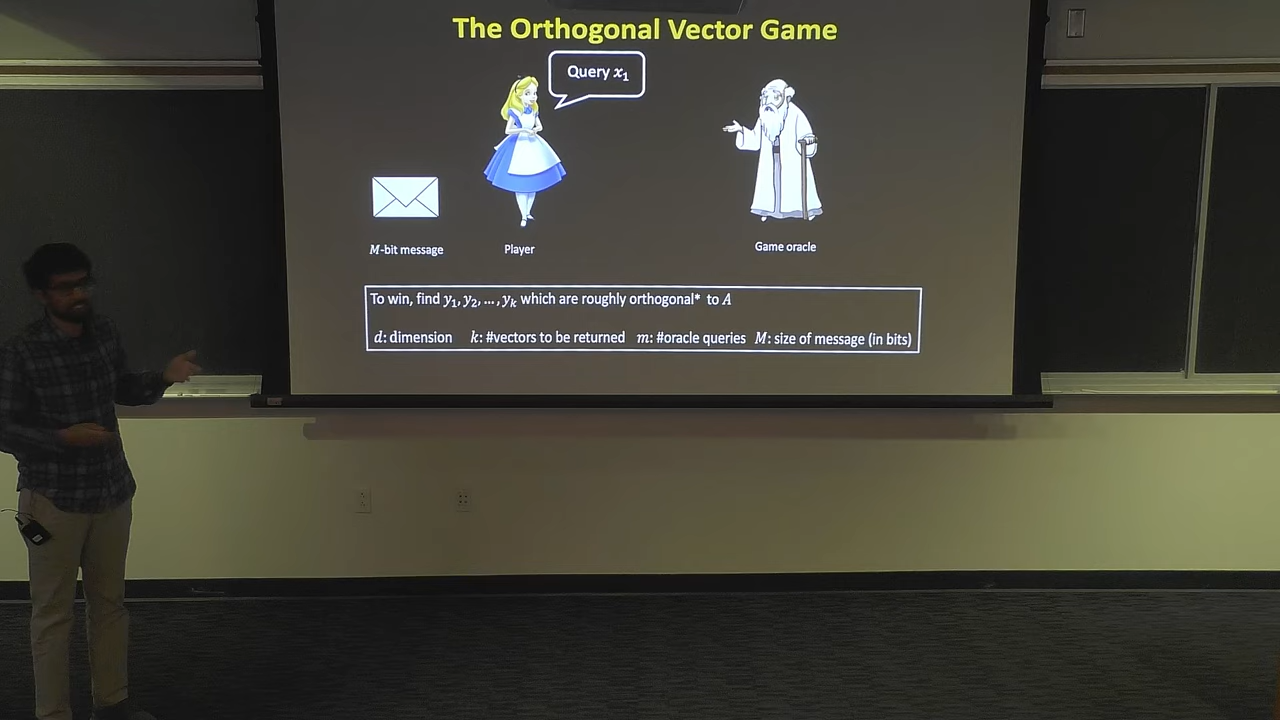 The Orthogonal Vector Game
Query x₁
M-bit message
Player
Game oracle
To win, find y₁, y₂, ..., yₖ which are roughly orthogonal* to A
d: dimension k: #vectors to be returned m: #oracle queries M: size of message (in bits)